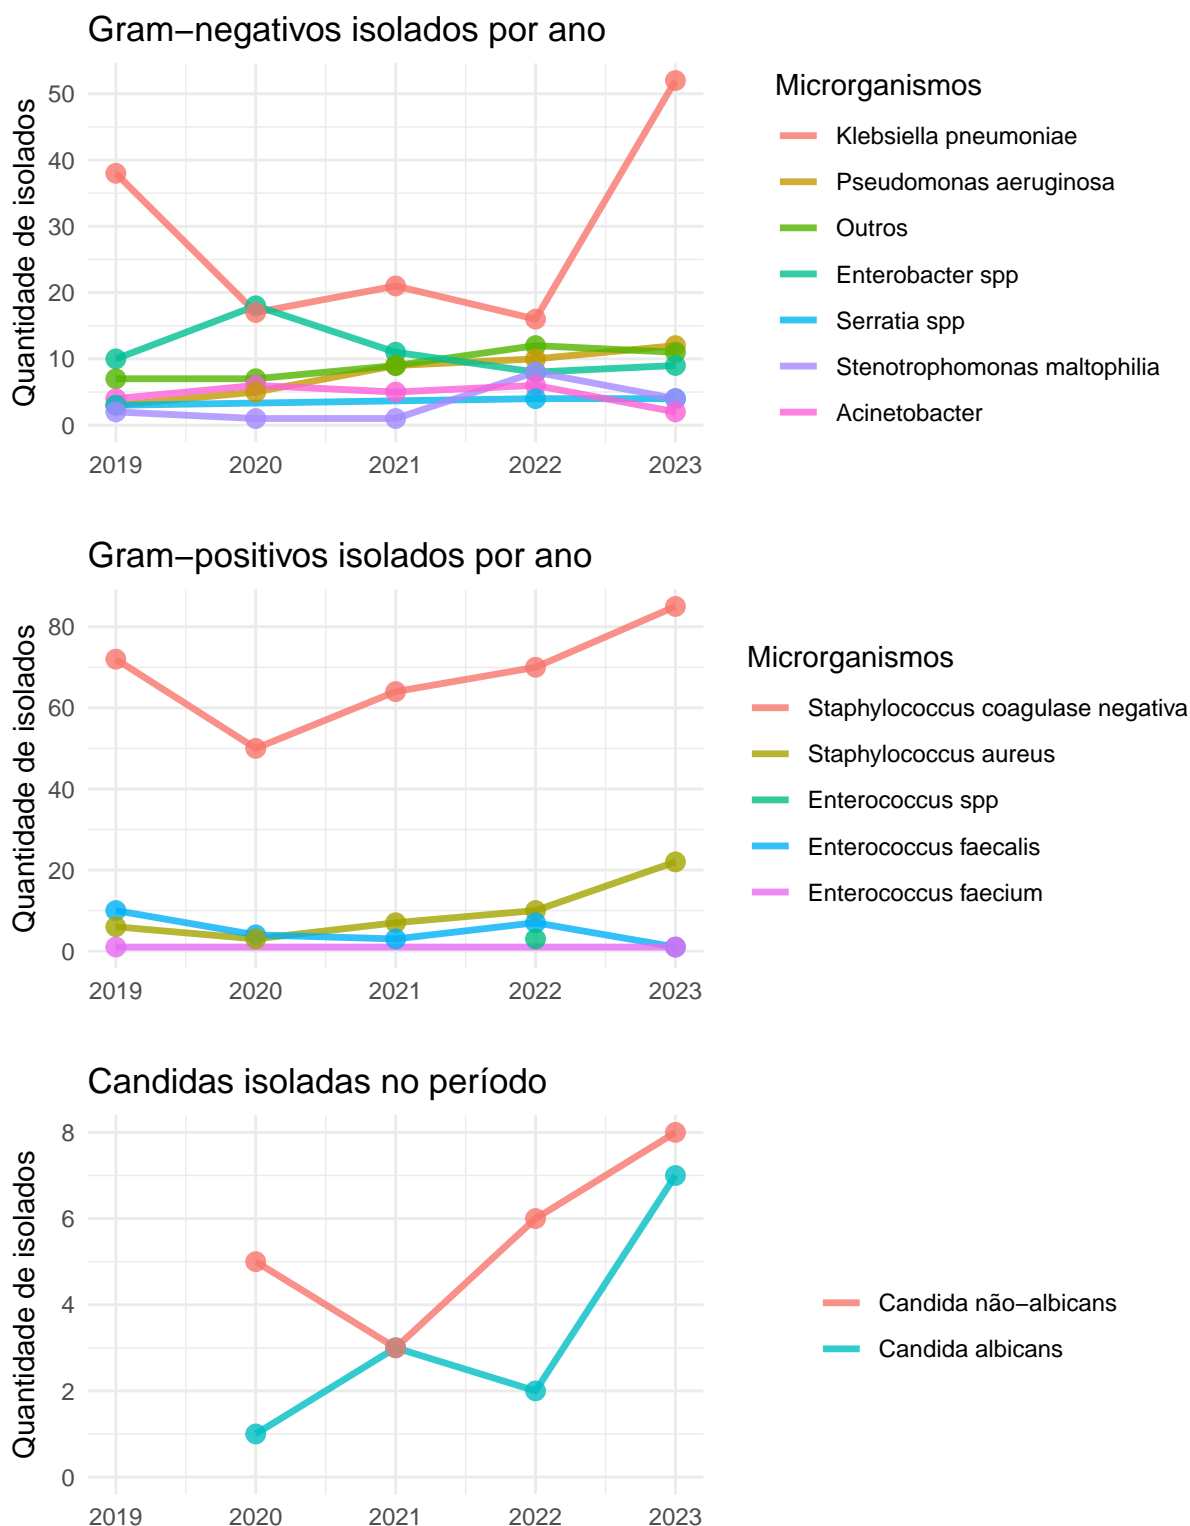 Gram−negativos isolados por ano
Quantidade de isolados
50
40
30
20
10
0
2019 2020 2021 2022 2023
Microrganismos
Klebsiella pneumoniae
Pseudomonas aeruginosa
Outros
Enterobacter spp
Serratia spp
Stenotrophomonas maltophilia
Acinetobacter
Gram−positivos isolados por ano
Quantidade de isolados
80
60
40
20
0
2019 2020 2021 2022 2023
Microrganismos
Staphylococcus coagulase negativa
Staphylococcus aureus
Enterococcus spp
Enterococcus faecalis
Enterococcus faecium
Candidas isoladas no período
Quantidade de isolados
8
6
4
2
0
2019 2020 2021 2022 2023
Candida não−albicans
Candida albicans